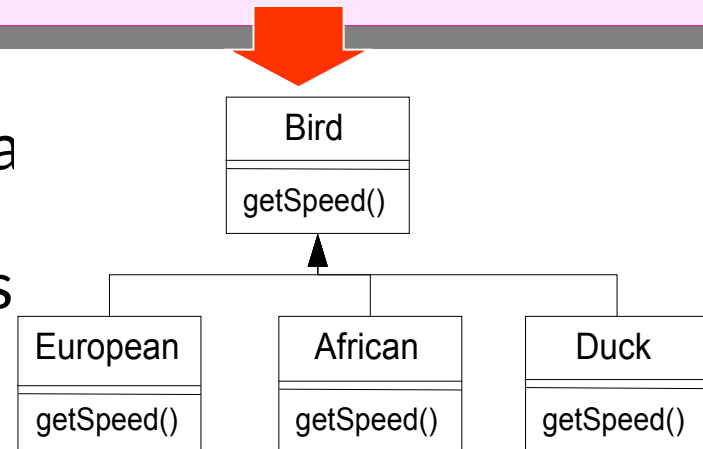 Bird
a
getSpeed()
s
European African Duck
getSpeed() getSpeed() getSpeed()